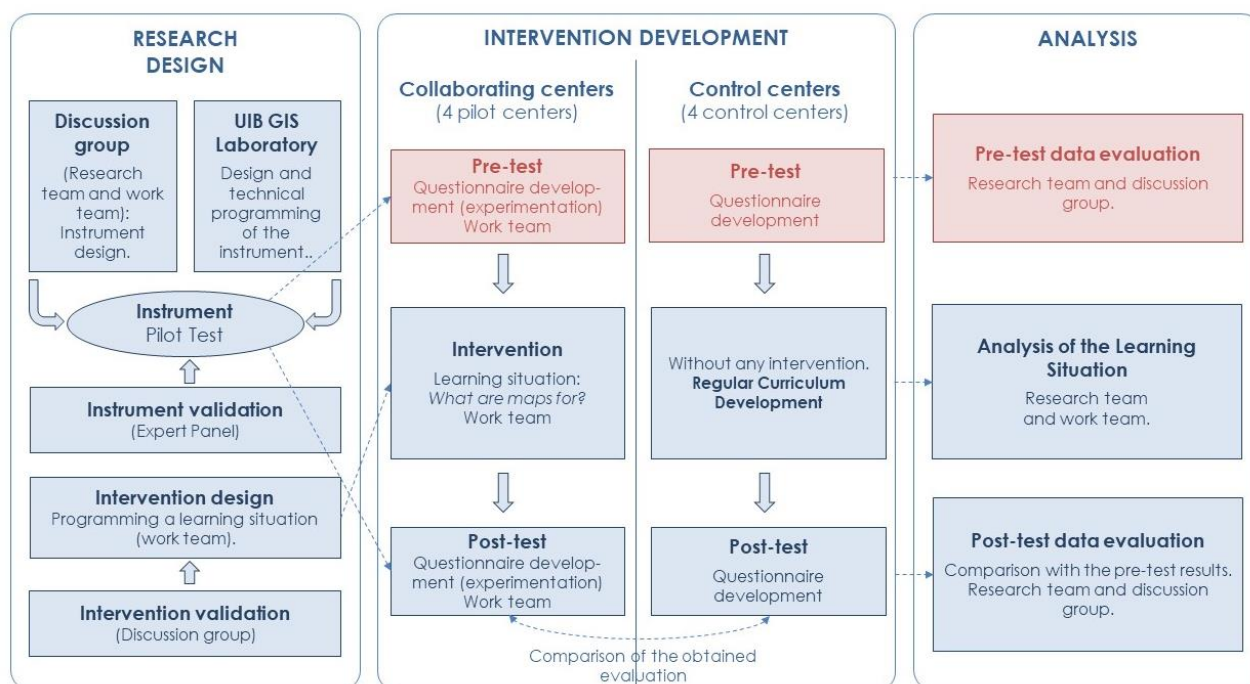 RESEARCH
DESIGN
Discussion
group
(Research
team and work
team):
Instrument
design.
UIB GIS
Laboratory
Design and
technical
programming
of the
instrument..
Instrument
Pilot Test
Instrument validation
(Expert Panel)
Intervention design
Programming a learning situation
(work team).
Intervention validation
(Discussion group)
INTERVENTION DEVELOPMENT
Collaborating centers
(4 pilot centers)
Pre-test
Questionnaire develop-
ment (experimentation)
Work team
Intervention
Learning situation:
What are maps for?
Work team
Post-test
Questionnaire develop-
ment (experimentation)
Work team
Control centers
(4 control centers)
Pre-test
Questionnaire
development
Without any intervention.
Regular Curriculum
Development
Post-test
Questionnaire
development
Comparison of the obtained
evaluation
ANALYSIS
Pre-test data evaluation
Research team and discussion
group.
Analysis of the Learning
Situation
Research team
and work team.
Post-test data evaluation
Comparison with the pre-test results.
Research team and discussion
group.